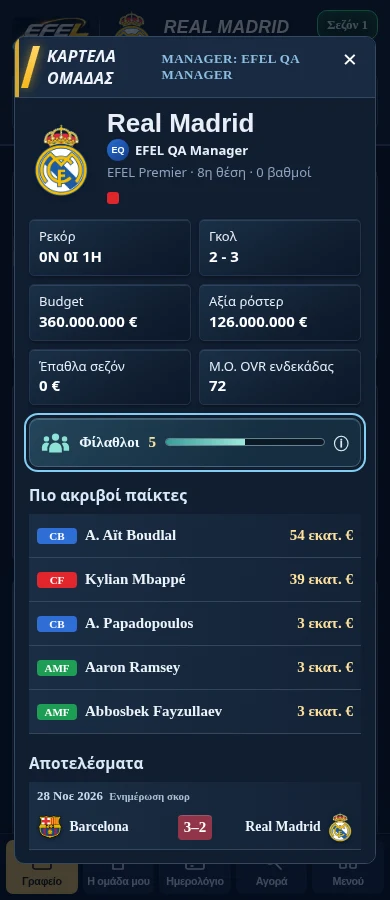 EFEL
REAL MADRID
Σεζόν 1
ΚΑΡΤΕΛΑ ΟΜΑΔΑΣ
MANAGER: EFEL QA MANAGER
✕
Real Madrid
EQ EFEL QA Manager
EFEL Premier · 8η θέση · 0 βαθμοί
Ρεκόρ
0Ν 0Ι 1Η
Γκολ
2 - 3
Budget
360.000.000 €
Αξία ρόστερ
126.000.000 €
Έπαθλα σεζόν
0 €
Μ.Ο. OVR ενδεκάδας
72
Φίλαθλοι 5
Πιο ακριβοί παίκτες
CB A. Aït Boudlal 54 εκατ. €
CF Kylian Mbappé 39 εκατ. €
CB A. Papadopoulos 3 εκατ. €
AMF Aaron Ramsey 3 εκατ. €
AMF Abbosbek Fayzullaev 3 εκατ. €
Αποτελέσματα
28 Νοε 2026 Ενημέρωση σκορ
Barcelona 3–2 Real Madrid
Γραφείο Η ομάδα μου Ημερολόγιο Αγορά Μενού